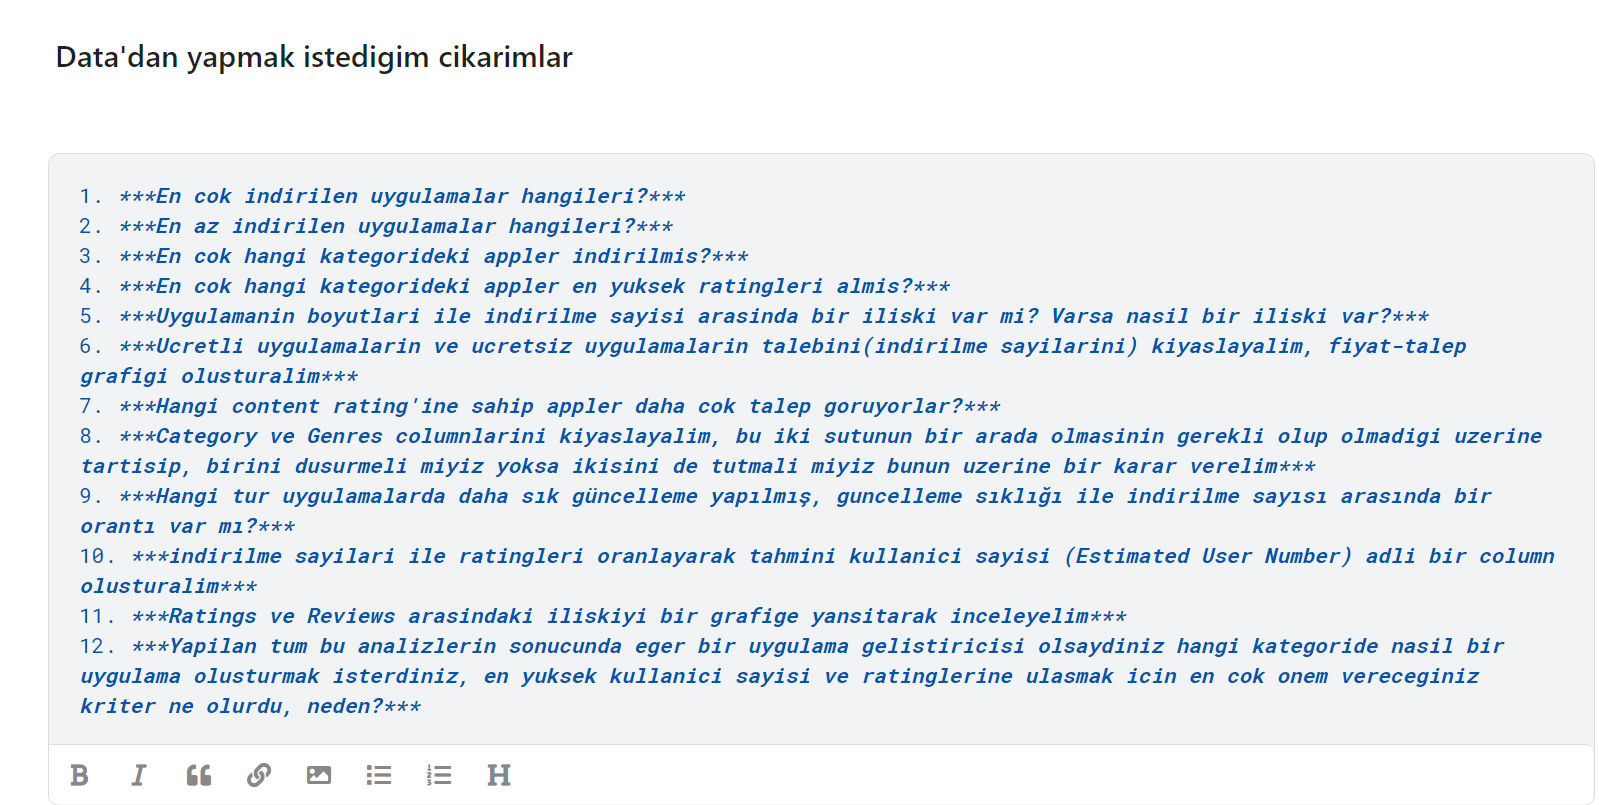 Data'dan yapmak istedigim cikarimlar
1. ***En cok indirilen uygulamalar hangileri?***
2. ***En az indirilen uygulamalar hangileri?***
3. ***En cok hangi kategorideki appler indirilmis?***
4. ***En cok hangi kategorideki appler en yuksek ratingleri almis?***
5. ***Uygulamanin boyutlari ile indirilme sayisi arasinda bir iliski var mi? Varsa nasil bir iliski var?***
6. ***Ucretli uygulamalarin ve ucretsiz uygulamalarin talebini(indirilme sayilarini) kiyaslayalim, fiyat-talep
grafigi olusturalim***
7. ***Hangi content rating'ine sahip appler daha cok talep goruyorlar?***
8. ***Category ve Genres columnlarini kiyaslayalim, bu iki sutunun bir arada olmasinin gerekli olup olmadigi uzerine
tartisip, birini dusurmeli miyiz yoksa ikisini de tutmali miyiz bunun uzerine bir karar verelim***
9. ***Hangi tur uygulamalarda daha sık güncelleme yapılmış, guncelleme sıklığı ile indirilme sayısı arasında bir
orantı var mı?***
10. ***indirilme sayilari ile ratingleri oranlayarak tahmini kullanici sayisi (Estimated User Number) adli bir column
olusturalim***
11. ***Ratings ve Reviews arasindaki iliskiyi bir grafige yansitarak inceleyelim***
12. ***Yapilan tum bu analizlerin sonucunda eger bir uygulama gelistiricisi olsaydiniz hangi kategoride nasil bir
uygulama olusturmak isterdiniz, en yuksek kullanici sayisi ve ratinglerine ulasmak icin en cok onem vereceginiz
kriter ne olurdu, neden?***
B I H